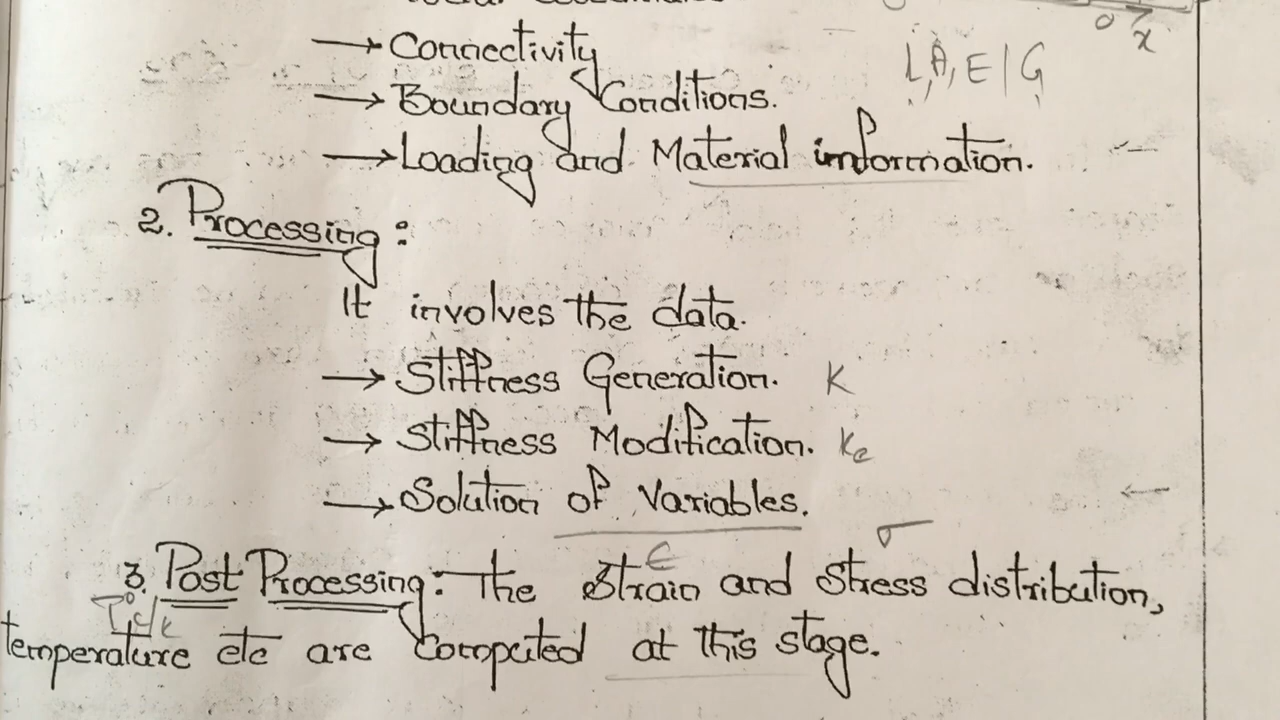 → Connectivity
L, A, E / G
→ Boundary Conditions.
→ Loading and Material information.
2. Processing :
It involves the data.
→ Stiffness Generation. K
→ Stiffness Modification. Ke
→ Solution of Variables.
3. Post Processing : The Strain and Stress distribution,
temperature etc are Computed at this stage.